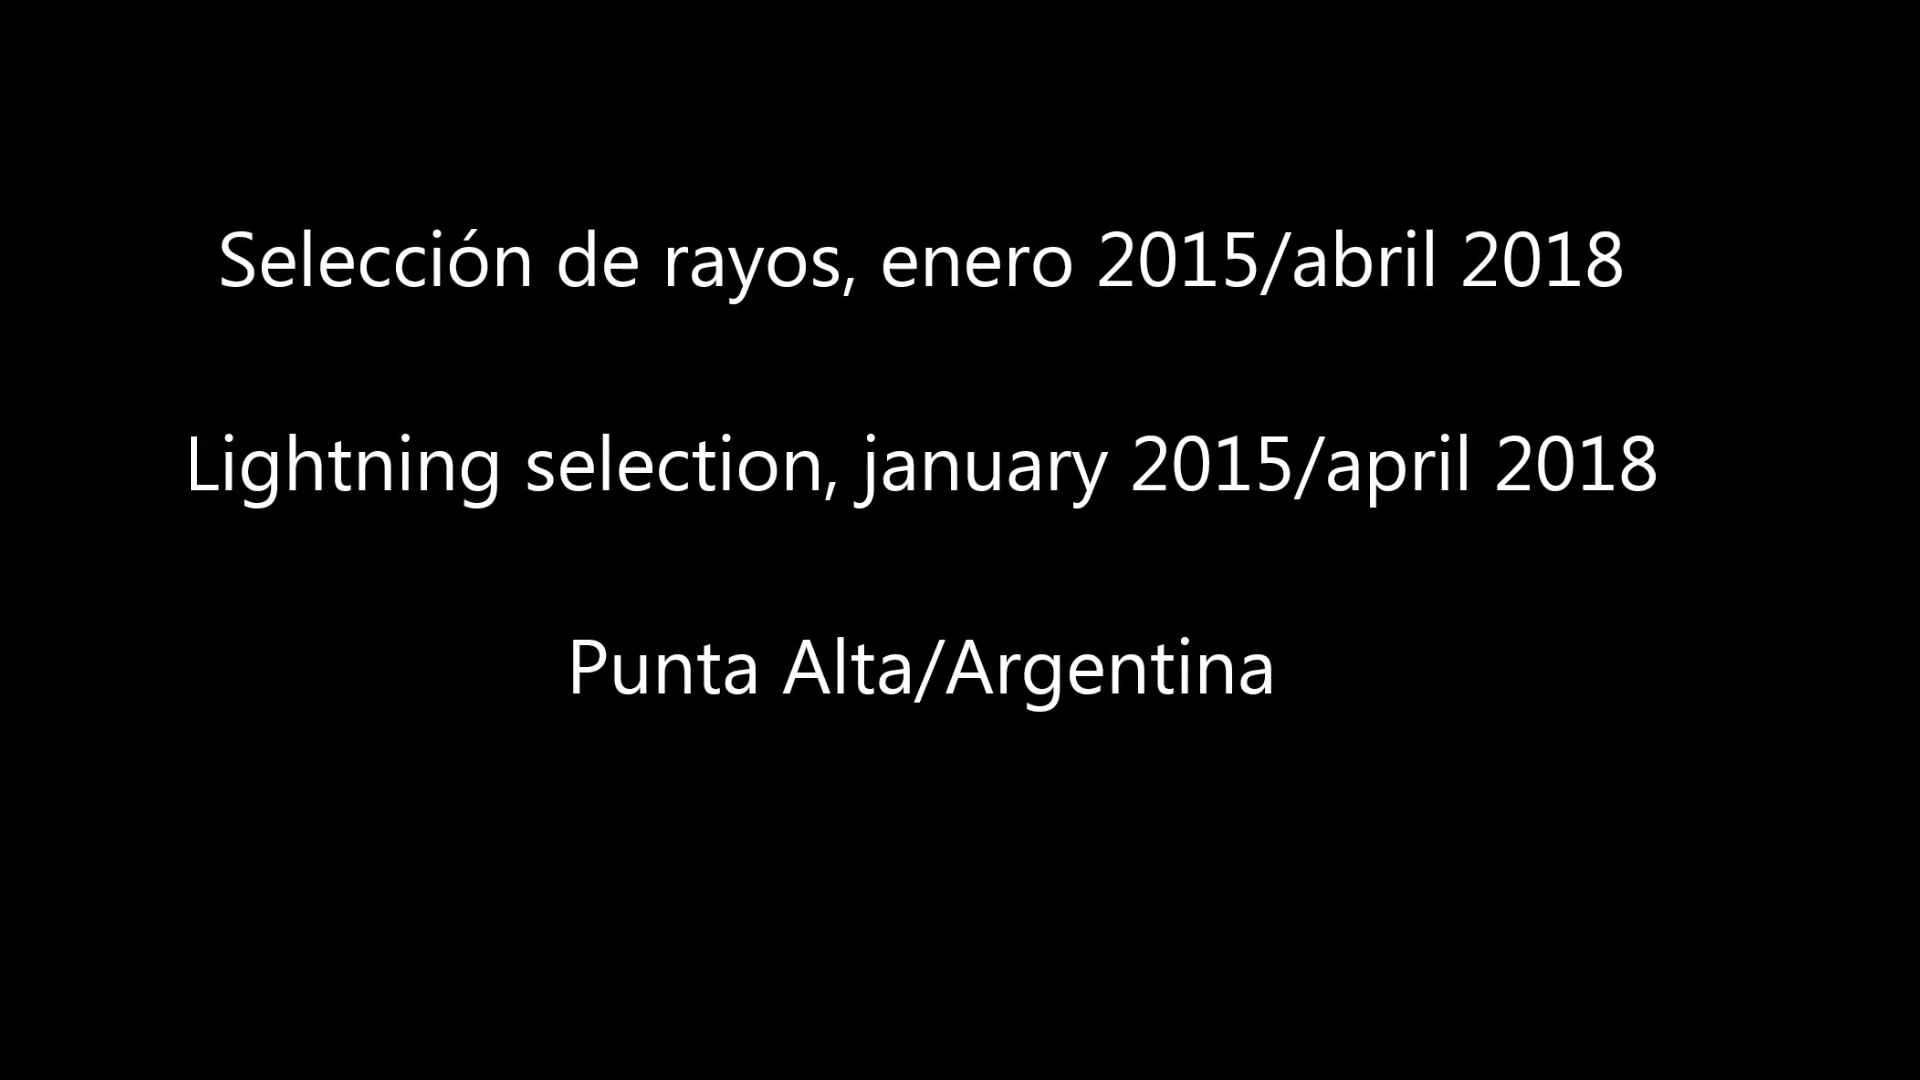 Selección de rayos, enero 2015/abril 2018
Lightning selection, january 2015/april 2018
Punta Alta/Argentina